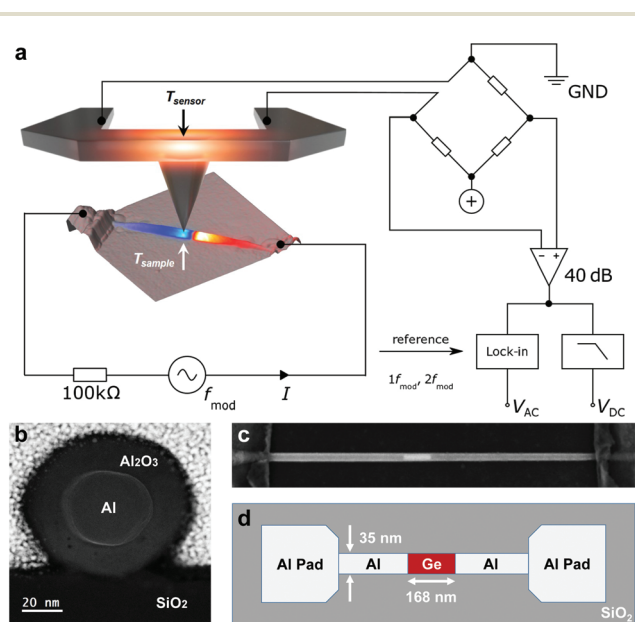 a
T_sensor
GND
T_sample
40 dB
reference
1f_mod, 2f_mod
Lock-in
100kΩ
f_mod
I
V_AC
V_DC
b
Al₂O₃
Al
20 nm
SiO₂
c
d
35 nm
Al Pad
Al
Ge
Al
Al Pad
168 nm
SiO₂